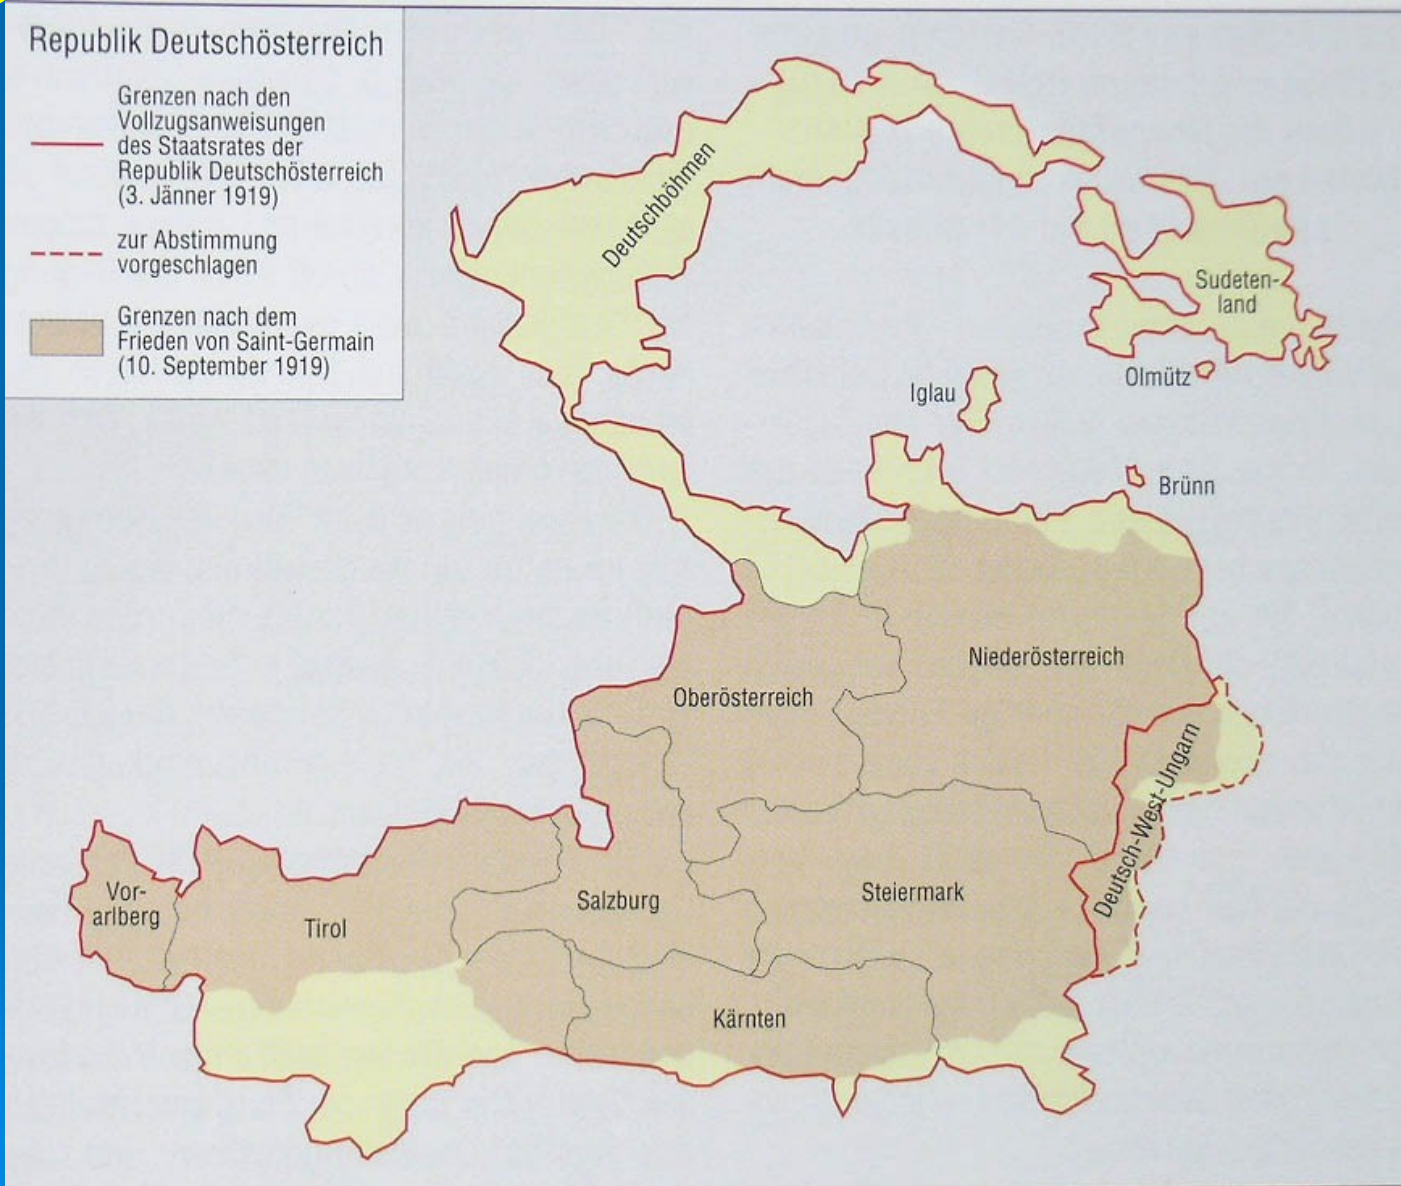 Republik Deutschösterreich
Grenzen nach den
Vollzugsanweisungen
des Staatsrates der
Republik Deutschösterreich
(3. Jänner 1919)
zur Abstimmung
vorgeschlagen
Grenzen nach dem
Frieden von Saint-Germain
(10. September 1919)
Deutschböhmen
Sudeten-
land
Olmütz
Iglau
Brünn
Niederösterreich
Oberösterreich
Deutsch-West-Ungarn
Vor-
arlberg
Tirol
Salzburg
Steiermark
Kärnten